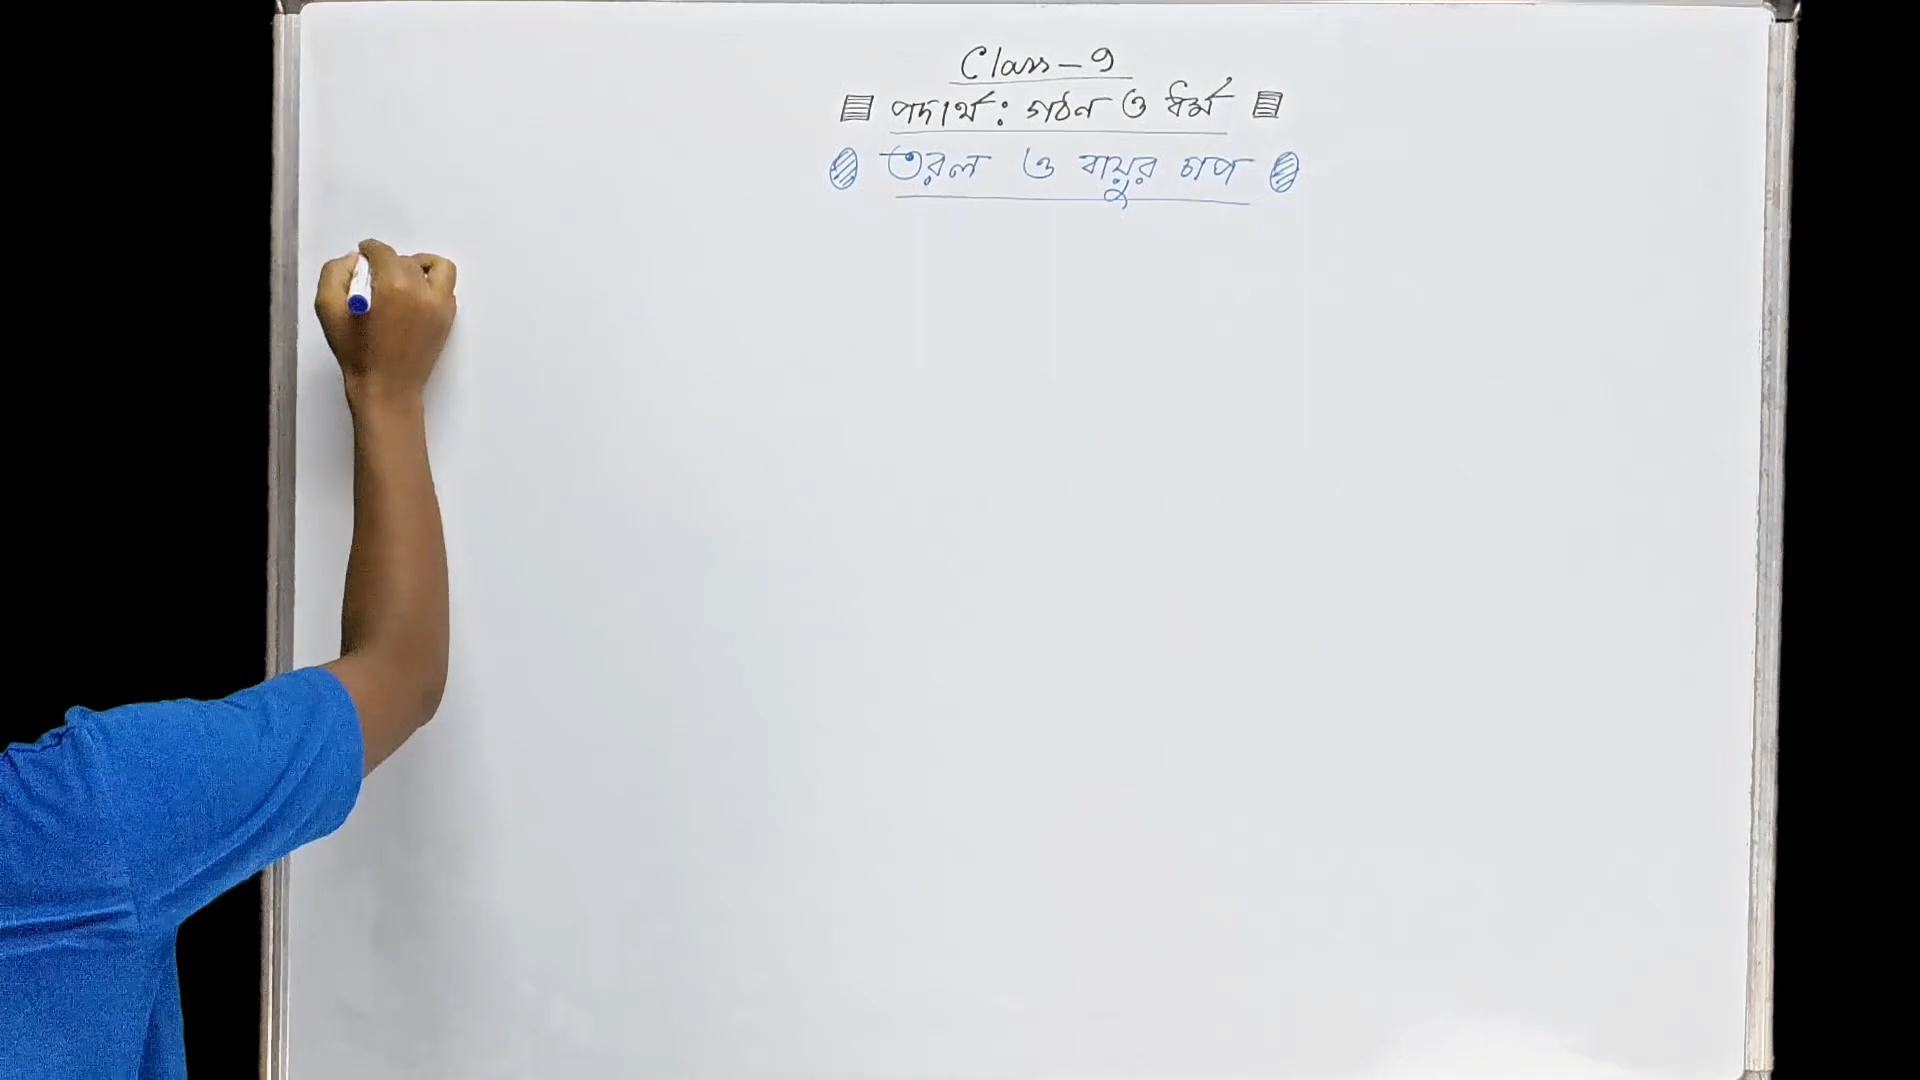 Class - 9
পদার্থ : গঠন ও ধর্ম
তরল ও বায়ুর চাপ